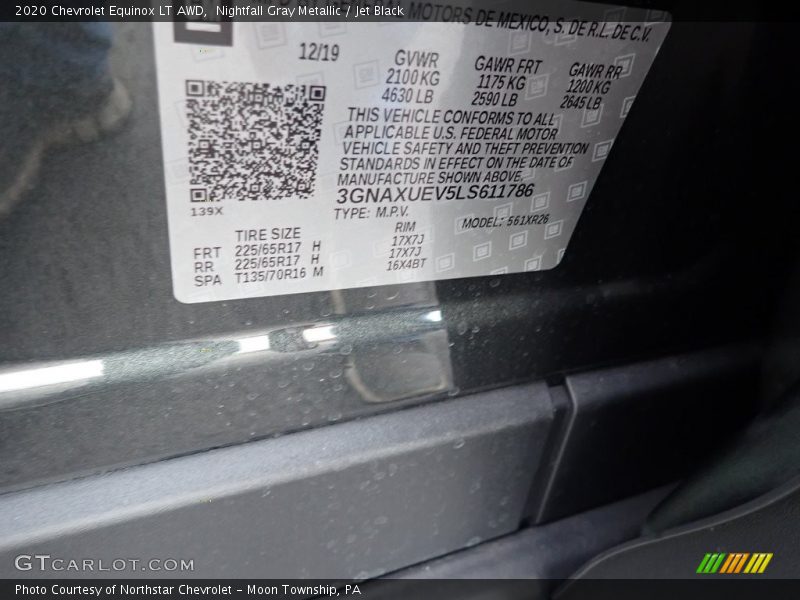 2020 Chevrolet Equinox LT AWD,  Nightfall Gray Metallic / Jet Black
MOTORS DE MEXICO, S. DE R.L. DE C.V.
12/19
GVWR
2100 KG
4630 LB
GAWR FRT
1175 KG
2590 LB
GAWR RR
1200 KG
2645 LB
THIS VEHICLE CONFORMS TO ALL
APPLICABLE U.S. FEDERAL MOTOR
VEHICLE SAFETY AND THEFT PREVENTION
STANDARDS IN EFFECT ON THE DATE OF
MANUFACTURE SHOWN ABOVE.
3GNAXUEV5LS611786
TYPE: M.P.V.
MODEL: 561XR26
139X
TIRE SIZE
RIM
FRT 225/65R17 H 17X7J
RR 225/65R17 H 17X7J
SPA T135/70R16 M 16X4BT
GTCARLOT.COM
Photo Courtesy of Northstar Chevrolet - Moon Township, PA